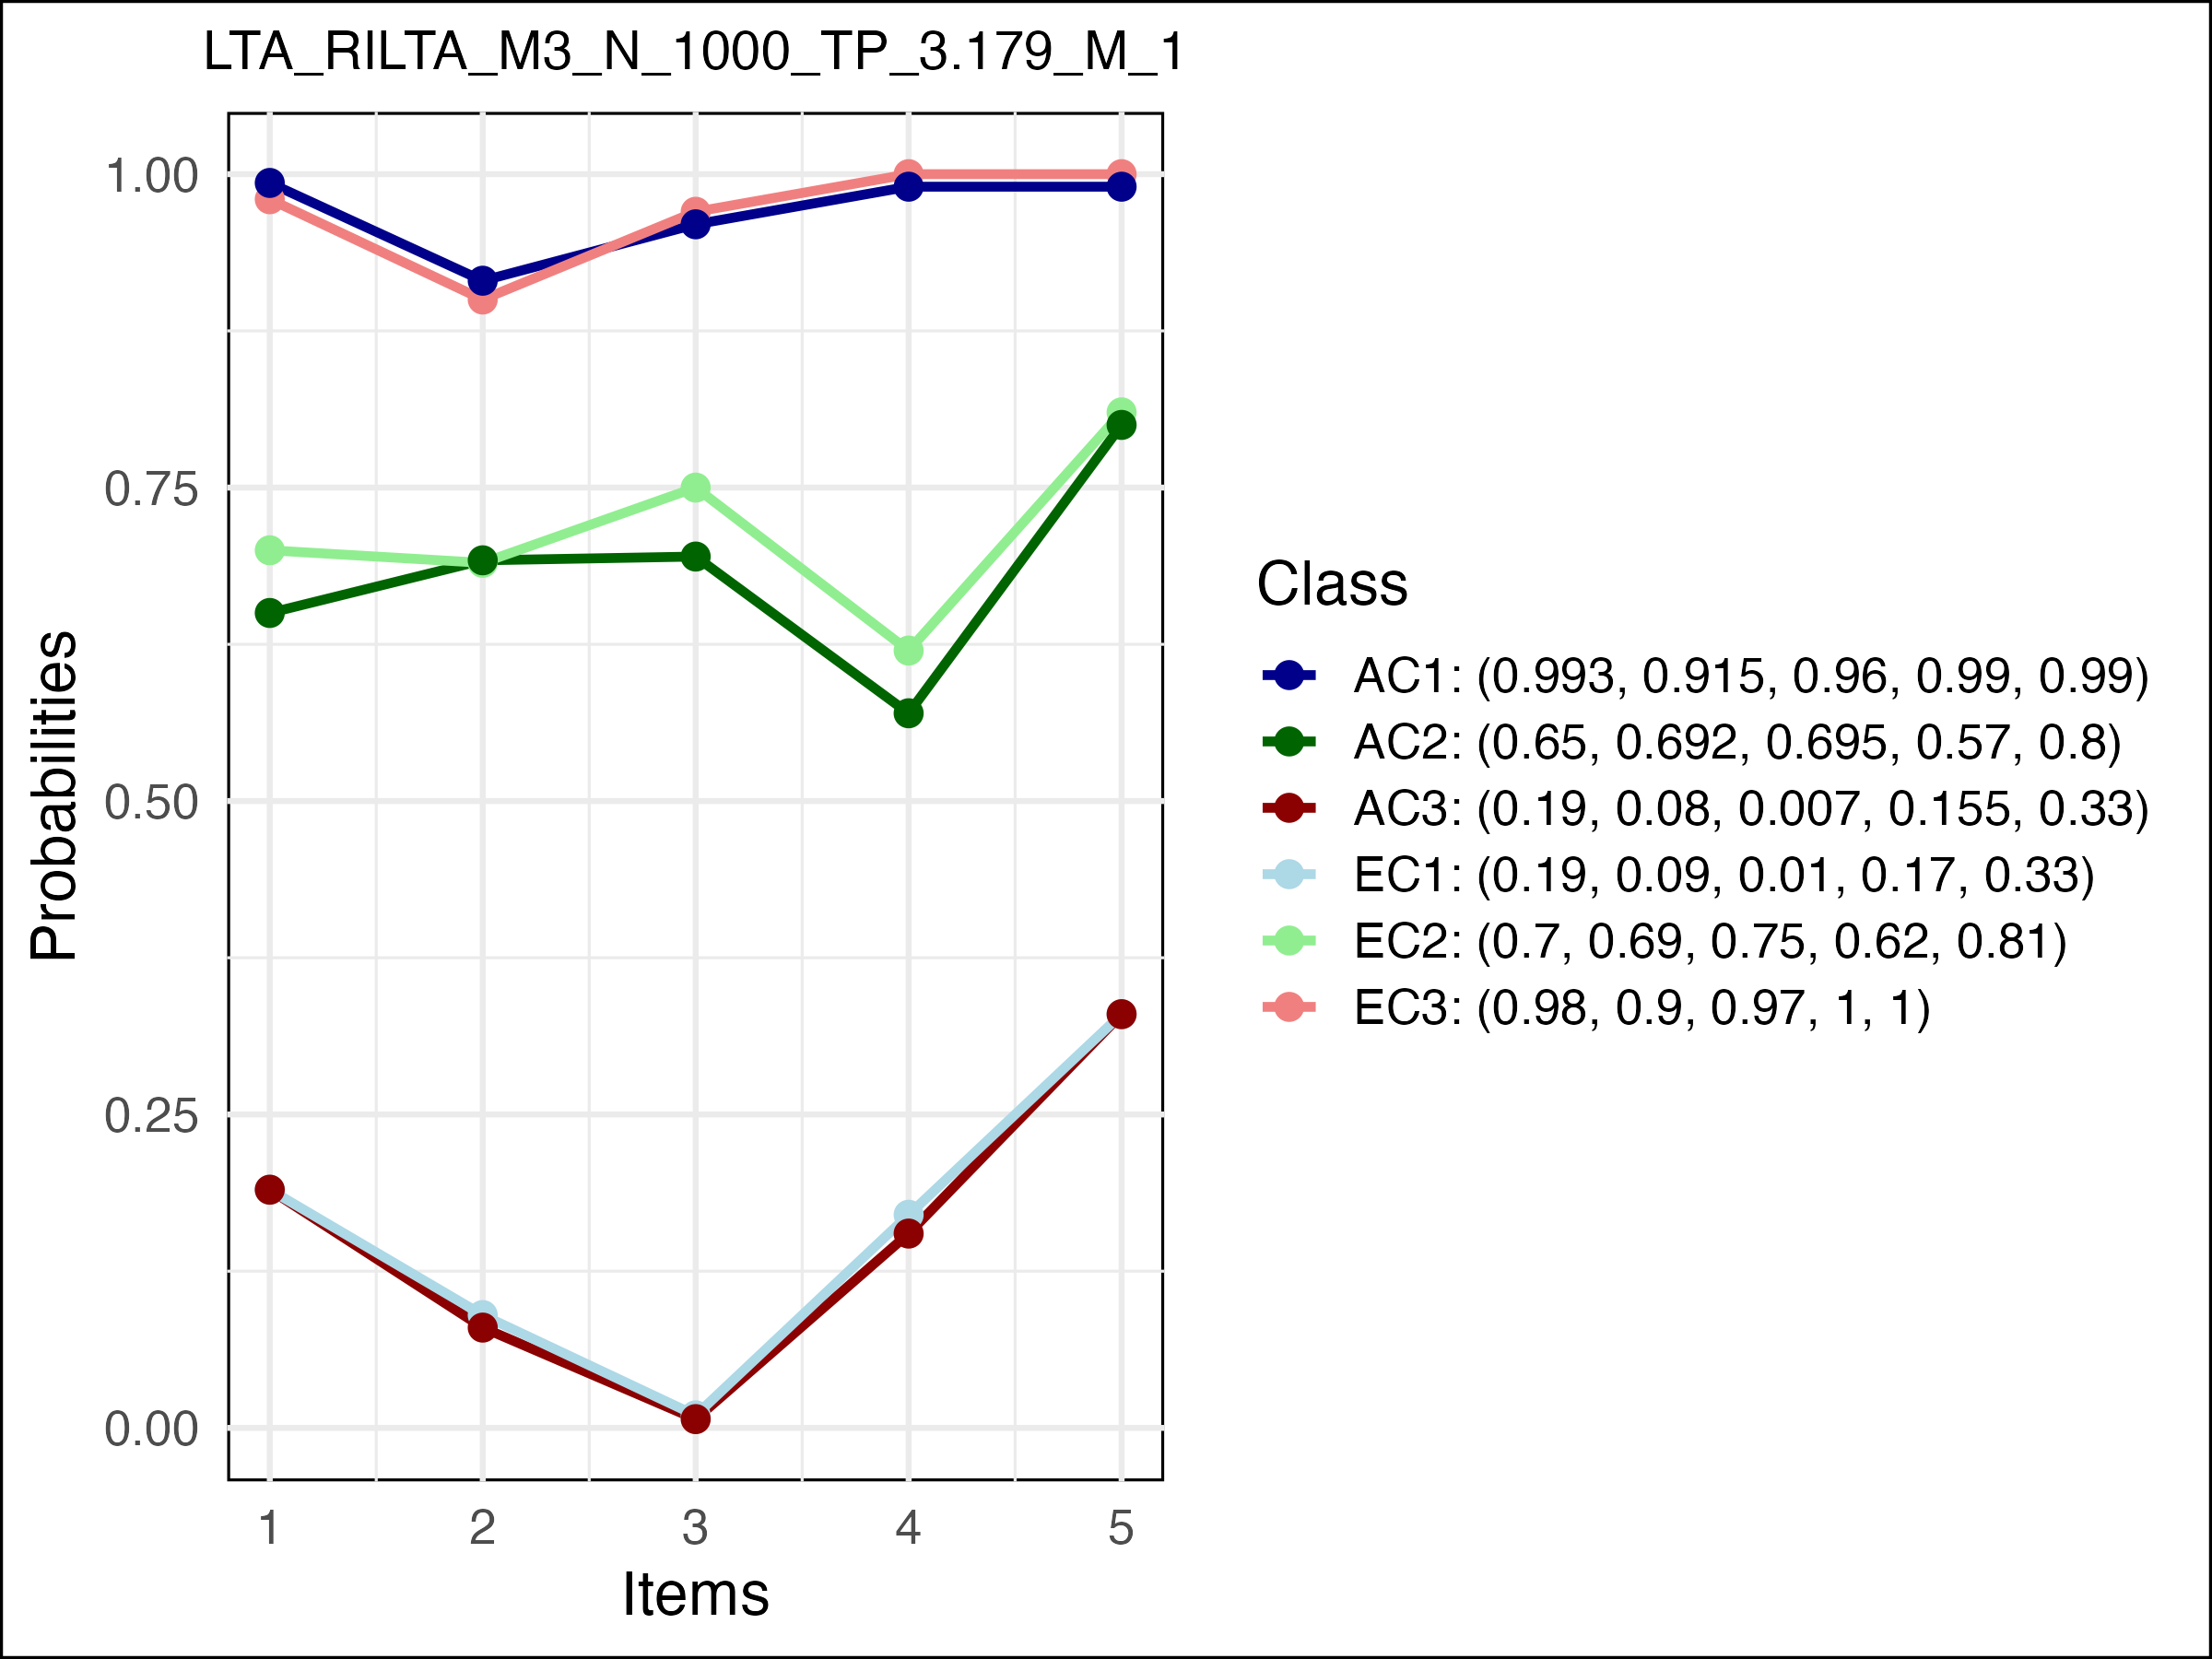 LTA_RILTA_M3_N_1000_TP_3.179_M_1
Probabilities
1.00
0.75
0.50
0.25
0.00
1 2 3 4 5
Items
Class
AC1: (0.993, 0.915, 0.96, 0.99, 0.99)
AC2: (0.65, 0.692, 0.695, 0.57, 0.8)
AC3: (0.19, 0.08, 0.007, 0.155, 0.33)
EC1: (0.19, 0.09, 0.01, 0.17, 0.33)
EC2: (0.7, 0.69, 0.75, 0.62, 0.81)
EC3: (0.98, 0.9, 0.97, 1, 1)